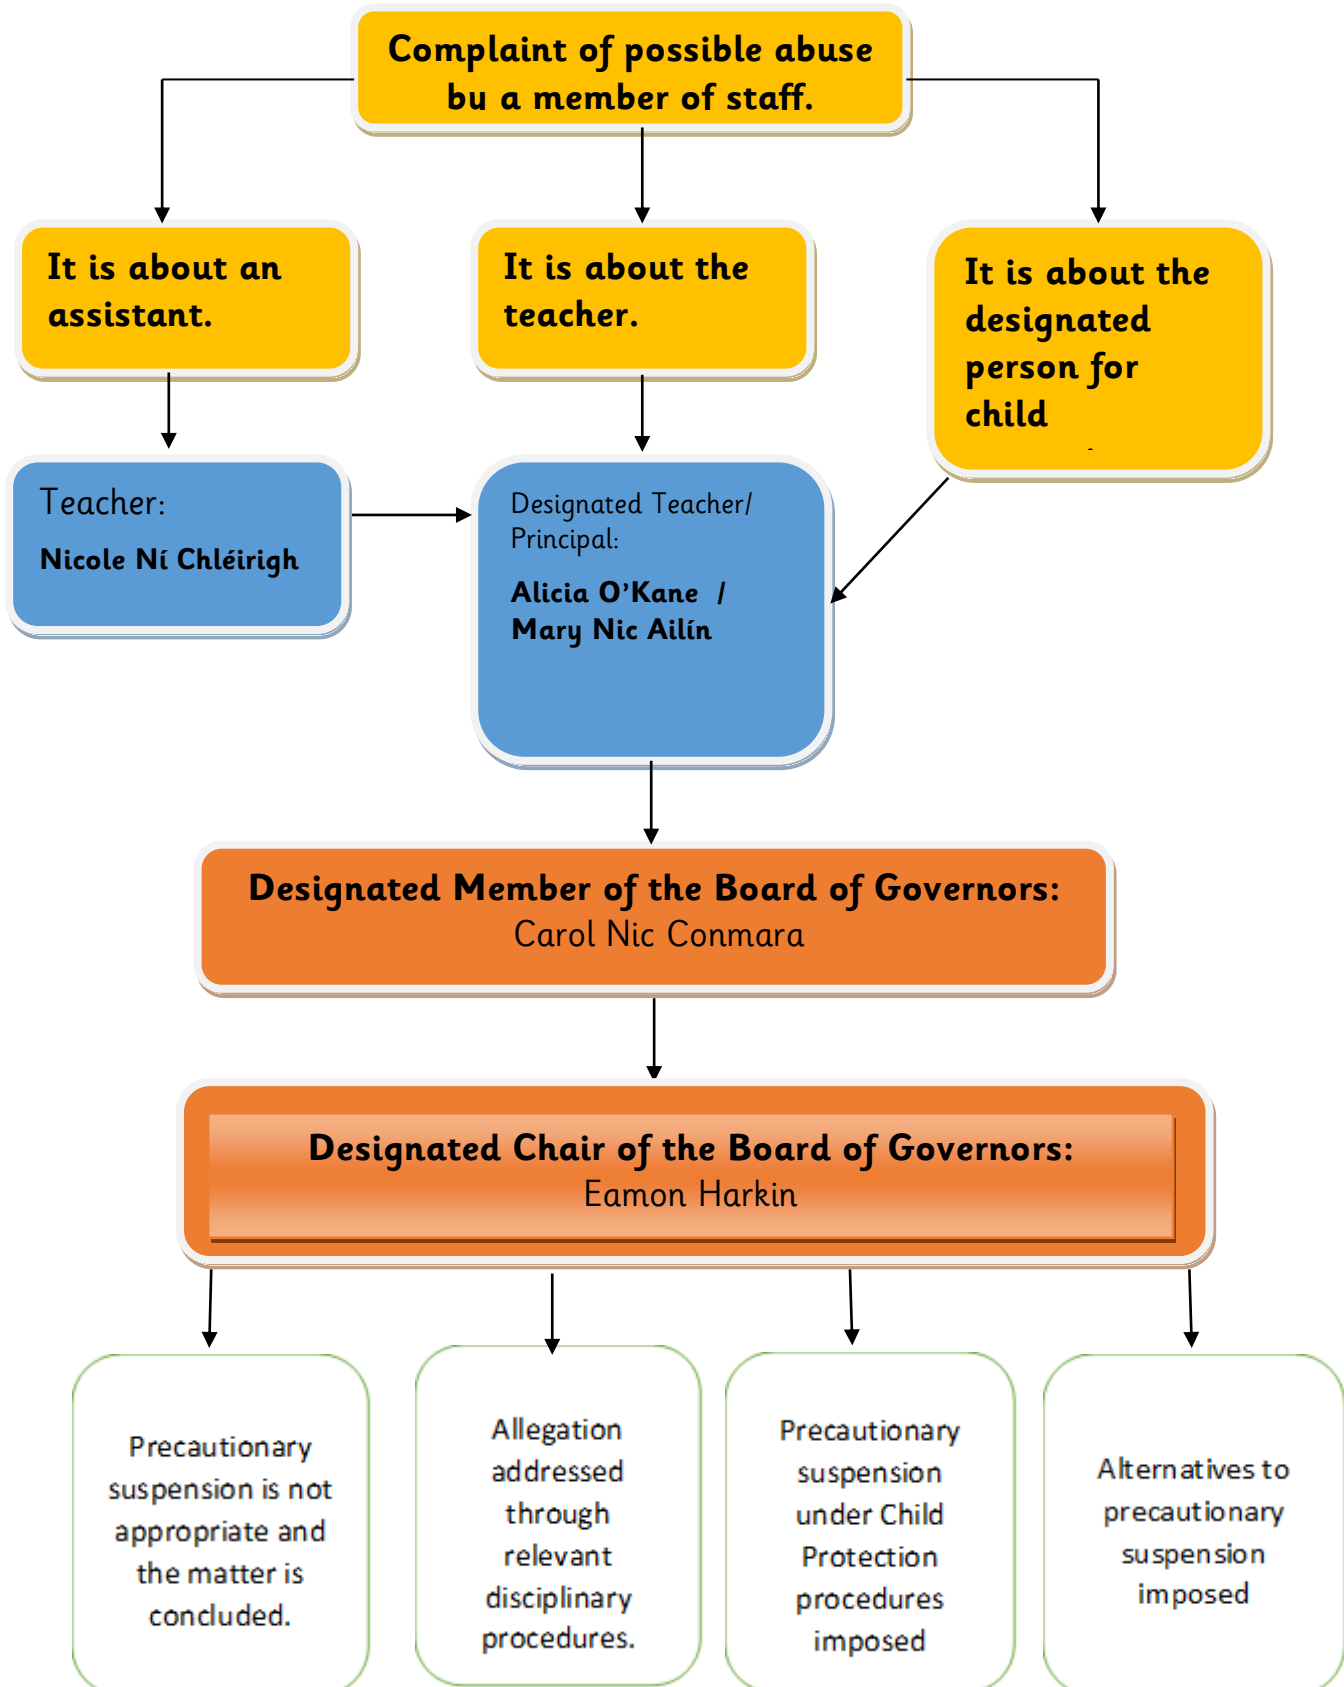 Complaint of possible abuse
bu a member of staff.
It is about an
assistant.
It is about the
teacher.
It is about the
designated
person for
child
Teacher:
Nicole Ní Chléirigh
Designated Teacher/
Principal:
Alicia O’Kane /
Mary Nic Ailín
Designated Member of the Board of Governors:
Carol Nic Conmara
Designated Chair of the Board of Governors:
Eamon Harkin
Precautionary
suspension is not
appropriate and
the matter is
concluded.
Allegation
addressed
through
relevant
disciplinary
procedures.
Precautionary
suspension
under Child
Protection
procedures
imposed
Alternatives to
precautionary
suspension
imposed